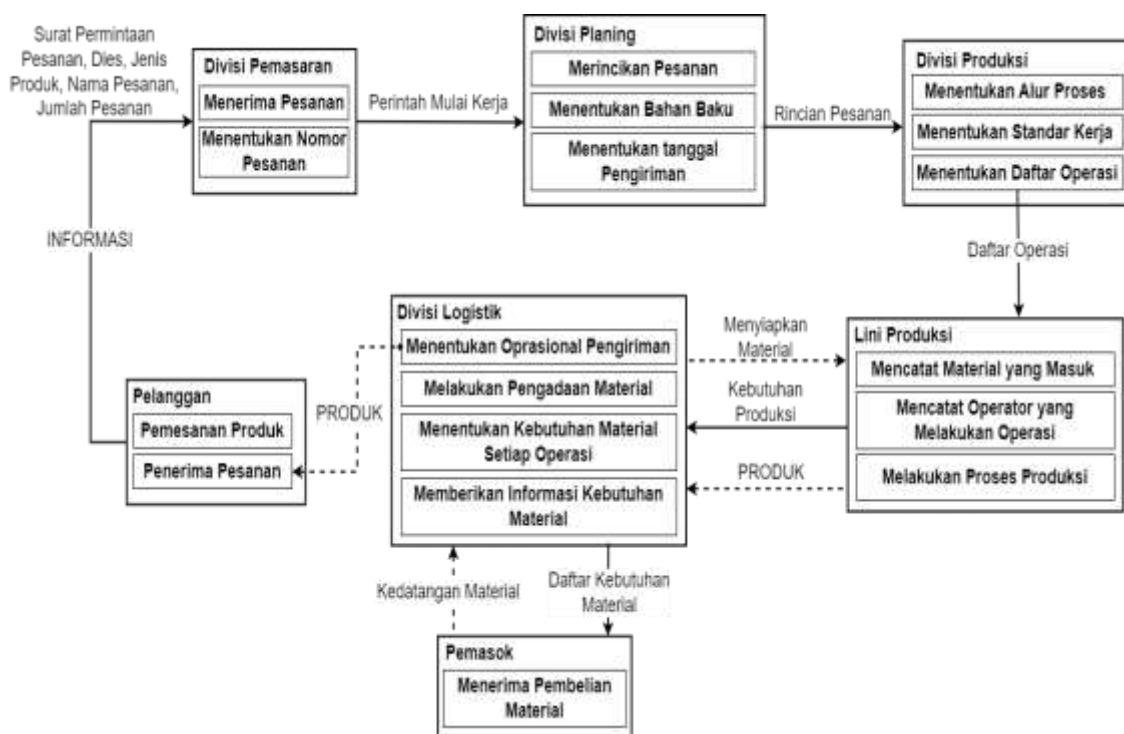 Surat Permintaan
Pesanan, Dies, Jenis
Produk, Nama Pesanan,
Jumlah Pesanan
Divisi Pemasaran
Menerima Pesanan
Menentukan Nomor
Pesanan
Perintah Mulai Kerja
Divisi Planing
Merincikan Pesanan
Menentukan Bahan Baku
Menentukan tanggal
Pengiriman
Rincian Pesanan
Divisi Produksi
Menentukan Alur Proses
Menentukan Standar Kerja
Menentukan Daftar Operasi
INFORMASI
Daftar Operasi
Divisi Logistik
Menentukan Oprasional Pengiriman
Melakukan Pengadaan Material
Menentukan Kebutuhan Material
Setiap Operasi
Memberikan Informasi Kebutuhan
Material
Menyiapkan
Material
Kebutuhan
Produksi
PRODUK
Lini Produksi
Mencatat Material yang Masuk
Mencatat Operator yang
Melakukan Operasi
Melakukan Proses Produksi
Pelanggan
Pemesanan Produk
Penerima Pesanan
PRODUK
Kedatangan Material
Daftar Kebutuhan
Material
Pemasok
Menerima Pembelian
Material